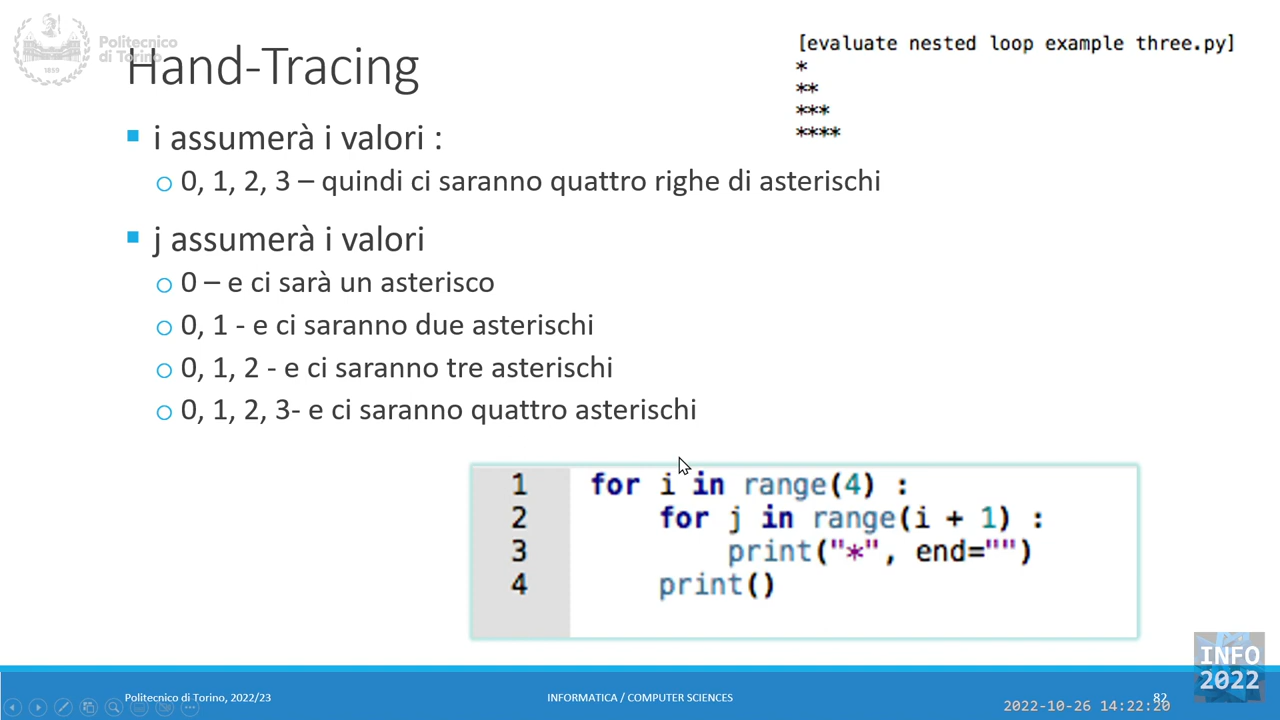 Politecnico
di Torino
1859
Hand-Tracing
[evaluate nested loop example three.py]
*
**
***
****
i assumerà i valori :
0, 1, 2, 3 – quindi ci saranno quattro righe di asterischi
j assumerà i valori
0 – e ci sarà un asterisco
0, 1 - e ci saranno due asterischi
0, 1, 2 - e ci saranno tre asterischi
0, 1, 2, 3- e ci saranno quattro asterischi
1 for i in range(4) :
2 for j in range(i + 1) :
3 print("*", end="")
4 print()
INFO
2022
Politecnico di Torino, 2022/23
INFORMATICA / COMPUTER SCIENCES
82
2022-10-26 14:22:20